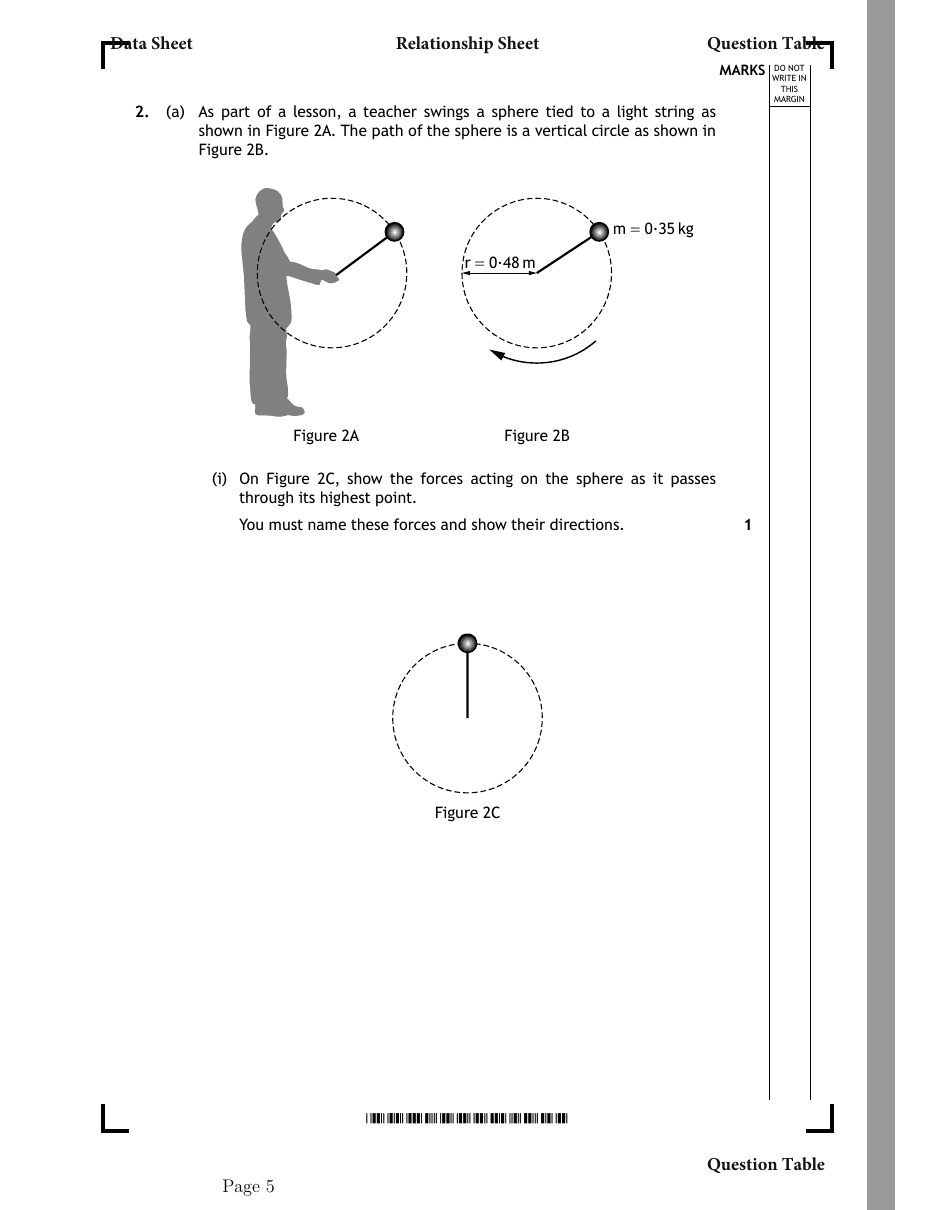 Data Sheet
Relationship Sheet
Question Table
MARKS
DO NOT
WRITE IN
THIS
MARGIN
2. (a) As part of a lesson, a teacher swings a sphere tied to a light string as
shown in Figure 2A. The path of the sphere is a vertical circle as shown in
Figure 2B.
m = 0·35 kg
r = 0·48 m
Figure 2A
Figure 2B
(i) On Figure 2C, show the forces acting on the sphere as it passes
through its highest point.
You must name these forces and show their directions. 1
Figure 2C
Question Table
Page 5